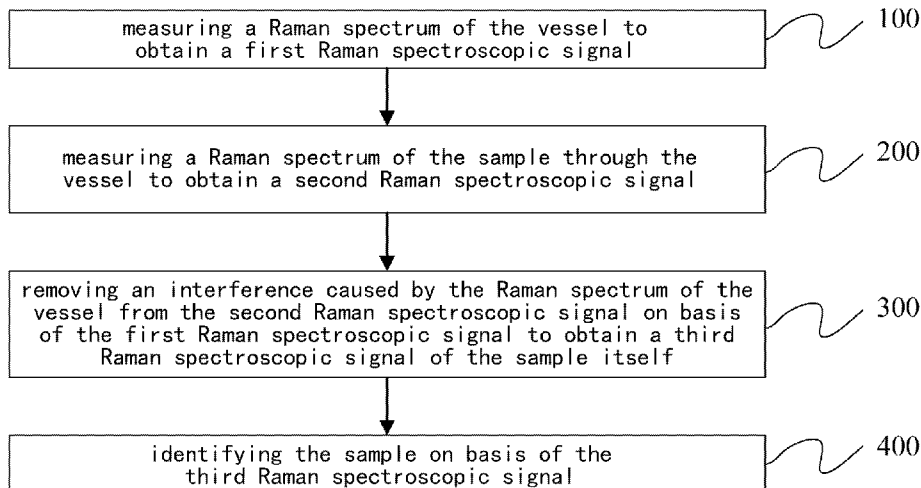 measuring a Raman spectrum of the vessel to
obtain a first Raman spectroscopic signal
100
measuring a Raman spectrum of the sample through the
vessel to obtain a second Raman spectroscopic signal
200
removing an interference caused by the Raman spectrum of the
vessel from the second Raman spectroscopic signal on basis
of the first Raman spectroscopic signal to obtain a third
Raman spectroscopic signal of the sample itself
300
identifying the sample on basis of the
third Raman spectroscopic signal
400